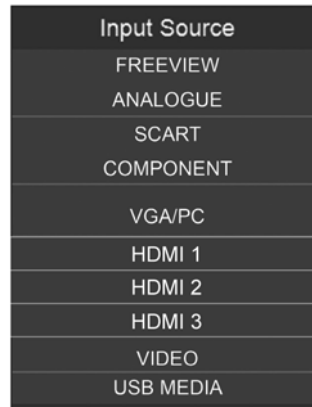 Input Source
FREEVIEW
ANALOGUE
SCART
COMPONENT
VGA/PC
HDMI 1
HDMI 2
HDMI 3
VIDEO
USB MEDIA